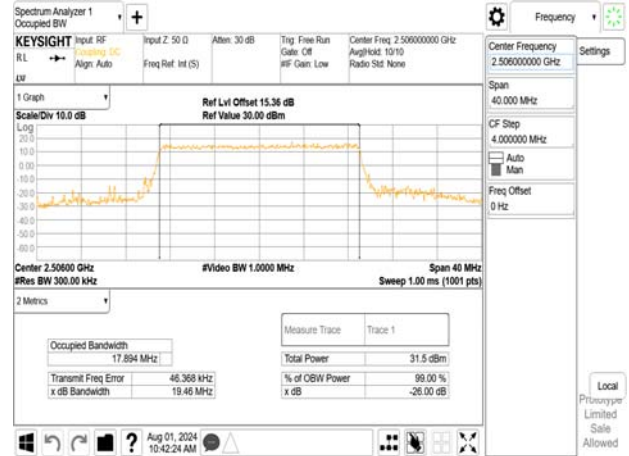 Spectrum Analyzer 1
Occupied BW
Frequency
KEYSIGHT
Input: RF
Coupling: DC
Align: Auto
RL
Input Z: 50 Ω
Freq Ref: Int (S)
Atten: 30 dB
Trig: Free Run
Gate: Off
#IF Gain: Low
Center Freq: 2.506000000 GHz
Avg|Hold: 10/10
Radio Std: None
Center Frequency
2.506000000 GHz
Settings
Span
40.000 MHz
CF Step
4.000000 MHz
Auto
Man
Freq Offset
0 Hz
1 Graph
Scale/Div 10.0 dB
Ref Lvl Offset 15.36 dB
Ref Value 30.00 dBm
Log
20.0
10.0
0.00
-10.0
-20.0
-30.0
-40.0
-50.0
-60.0
Center 2.50600 GHz
#Res BW 300.00 kHz
#Video BW 1.0000 MHz
Span 40 MHz
Sweep 1.00 ms (1001 pts)
2 Metrics
Measure Trace Trace 1
Occupied Bandwidth
17.894 MHz
Total Power 31.5 dBm
Transmit Freq Error 46.368 kHz
% of OBW Power 99.00 %
x dB Bandwidth 19.46 MHz
x dB -26.00 dB
Local
Prototype
Limited
Sale
Allowed
Aug 01, 2024
10:42:24 AM